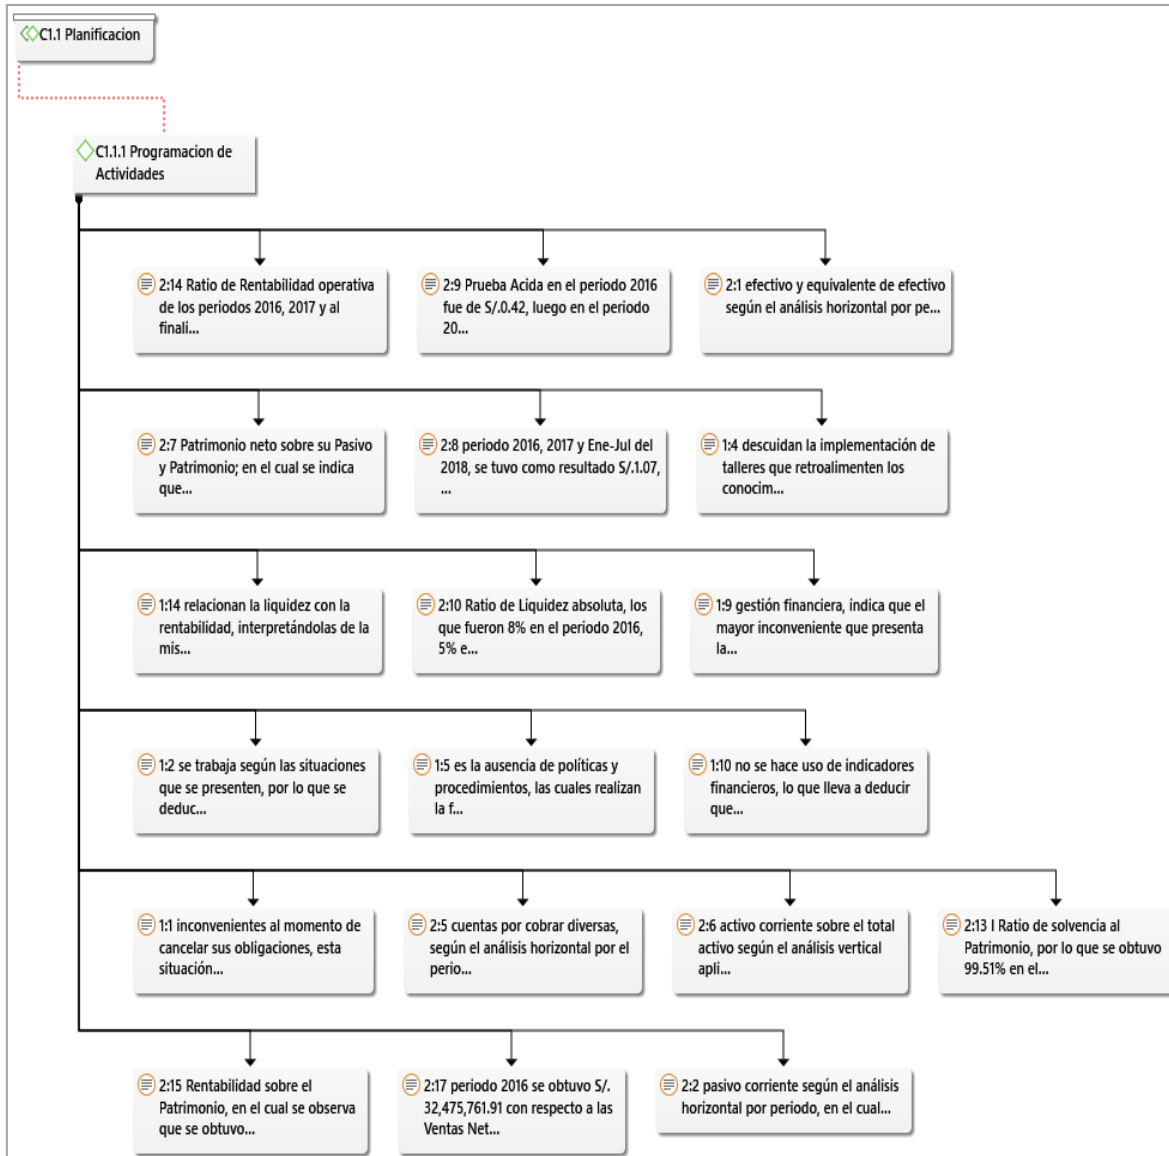 C1.1 Planificacion
C1.1.1 Programacion de
Actividades
2:14 Ratio de Rentabilidad operativa
de los periodos 2016, 2017 y al
finali...
2:9 Prueba Acida en el periodo 2016
fue de S/.0.42, luego en el periodo
20...
2:1 efectivo y equivalente de efectivo
según el análisis horizontal por pe...
2:7 Patrimonio neto sobre su Pasivo
y Patrimonio; en el cual se indica
que...
2:8 periodo 2016, 2017 y Ene-Jul del
2018, se tuvo como resultado S/.1.07,
...
1:4 descuidan la implementación de
talleres que retroalimenten los
conocim...
1:14 relacionan la liquidez con la
rentabilidad, interpretándolas de la
mis...
2:10 Ratio de Liquidez absoluta, los
que fueron 8% en el periodo 2016,
5% e...
1:9 gestión financiera, indica que el
mayor inconveniente que presenta
la...
1:2 se trabaja según las situaciones
que se presenten, por lo que se
deduc...
1:5 es la ausencia de políticas y
procedimientos, las cuales realizan
la f...
1:10 no se hace uso de indicadores
financieros, lo que lleva a deducir
que...
1:1 inconvenientes al momento de
cancelar sus obligaciones, esta
situación...
2:5 cuentas por cobrar diversas,
según el análisis horizontal por el
perio...
2:6 activo corriente sobre el total
activo según el análisis vertical
apli...
2:13 l Ratio de solvencia al
Patrimonio, por lo que se obtuvo
99.51% en el...
2:15 Rentabilidad sobre el
Patrimonio, en el cual se observa
que se obtuvo...
2:17 periodo 2016 se obtuvo S/.
32,475,761.91 con respecto a las
Ventas Net...
2:2 pasivo corriente según el análisis
horizontal por periodo, en el cual...